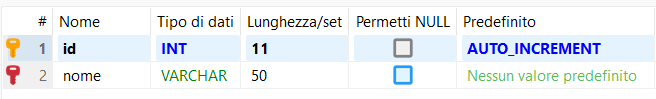 # Nome Tipo di dati Lunghezza/set Permetti NULL Predefinito
1 id INT 11 AUTO_INCREMENT
2 nome VARCHAR 50 Nessun valore predefinito